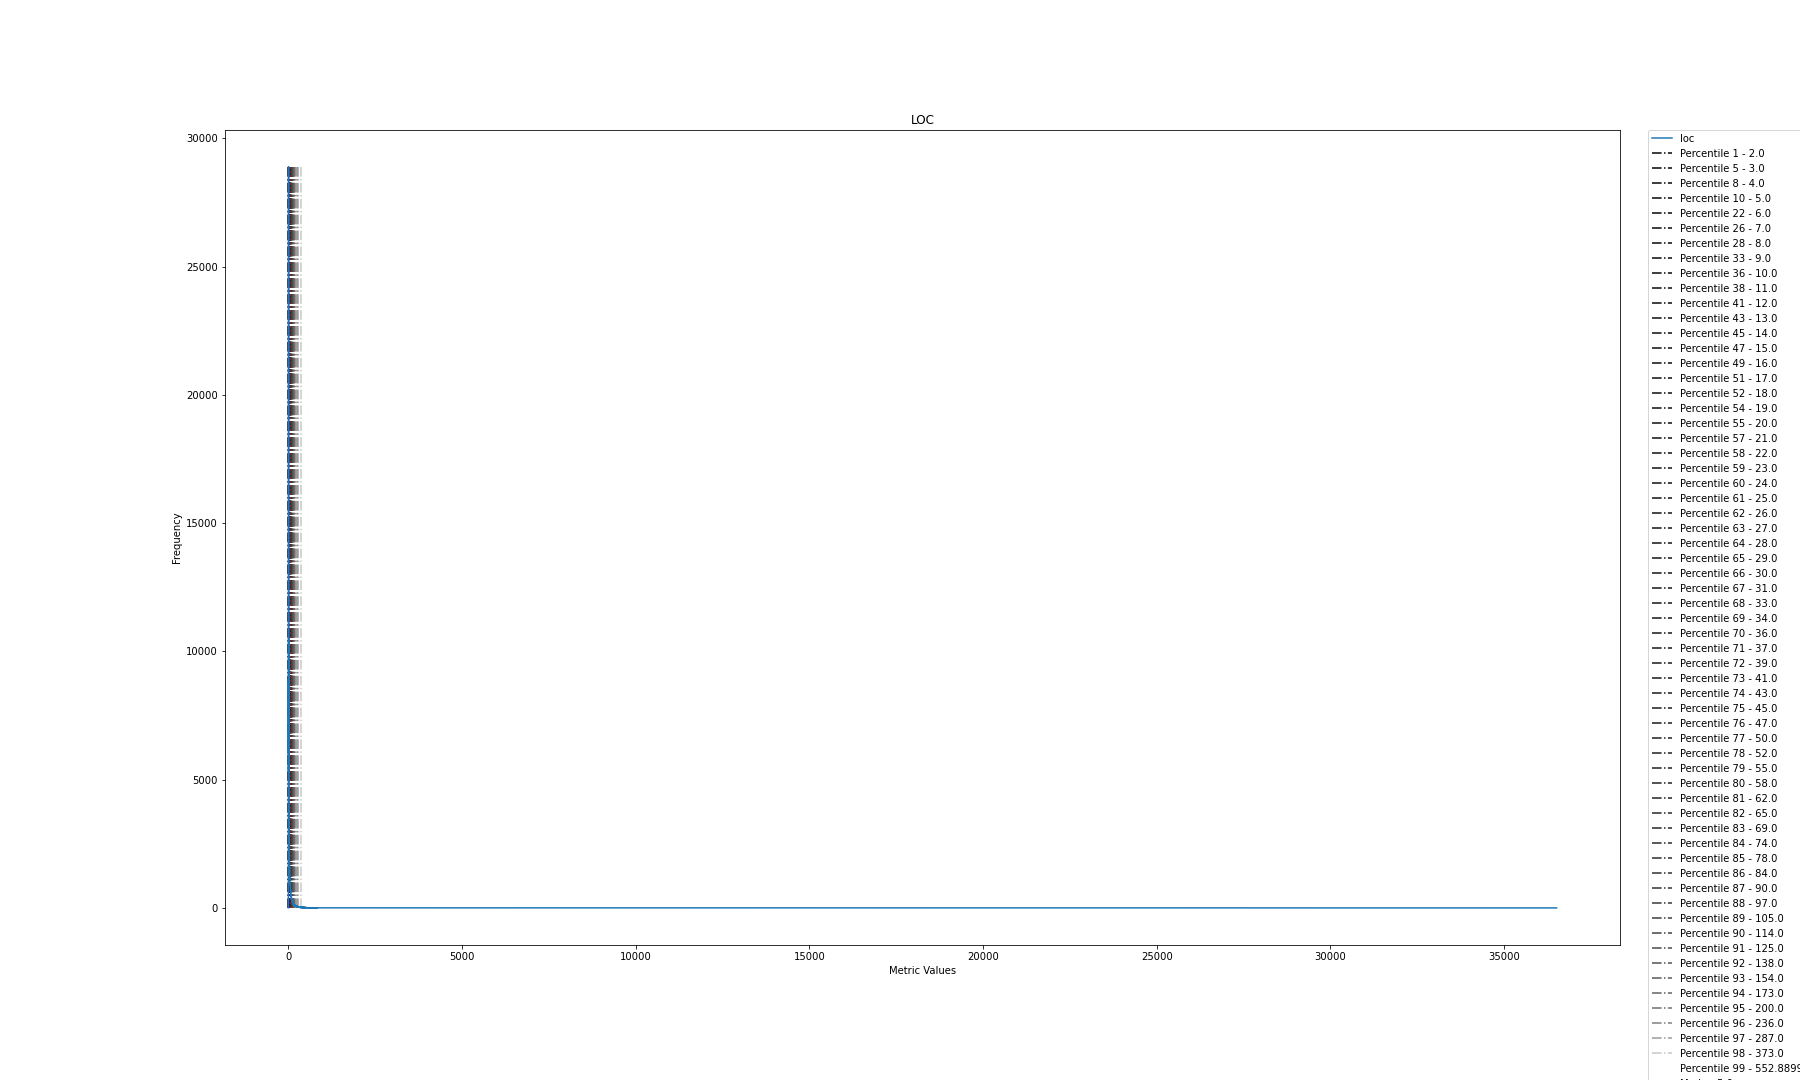 LOC
30000
25000
20000
15000
10000
5000
0
Frequency
0
5000
10000
15000
20000
25000
30000
35000
Metric Values
loc
Percentile 1 - 2.0
Percentile 5 - 3.0
Percentile 8 - 4.0
Percentile 10 - 5.0
Percentile 22 - 6.0
Percentile 26 - 7.0
Percentile 28 - 8.0
Percentile 33 - 9.0
Percentile 36 - 10.0
Percentile 38 - 11.0
Percentile 41 - 12.0
Percentile 43 - 13.0
Percentile 45 - 14.0
Percentile 47 - 15.0
Percentile 49 - 16.0
Percentile 51 - 17.0
Percentile 52 - 18.0
Percentile 54 - 19.0
Percentile 55 - 20.0
Percentile 57 - 21.0
Percentile 58 - 22.0
Percentile 59 - 23.0
Percentile 60 - 24.0
Percentile 61 - 25.0
Percentile 62 - 26.0
Percentile 63 - 27.0
Percentile 64 - 28.0
Percentile 65 - 29.0
Percentile 66 - 30.0
Percentile 67 - 31.0
Percentile 68 - 33.0
Percentile 69 - 34.0
Percentile 70 - 36.0
Percentile 71 - 37.0
Percentile 72 - 39.0
Percentile 73 - 41.0
Percentile 74 - 43.0
Percentile 75 - 45.0
Percentile 76 - 47.0
Percentile 77 - 50.0
Percentile 78 - 52.0
Percentile 79 - 55.0
Percentile 80 - 58.0
Percentile 81 - 62.0
Percentile 82 - 65.0
Percentile 83 - 69.0
Percentile 84 - 74.0
Percentile 85 - 78.0
Percentile 86 - 84.0
Percentile 87 - 90.0
Percentile 88 - 97.0
Percentile 89 - 105.0
Percentile 90 - 114.0
Percentile 91 - 125.0
Percentile 92 - 138.0
Percentile 93 - 154.0
Percentile 94 - 173.0
Percentile 95 - 200.0
Percentile 96 - 236.0
Percentile 97 - 287.0
Percentile 98 - 373.0
Percentile 99 - 552.8899